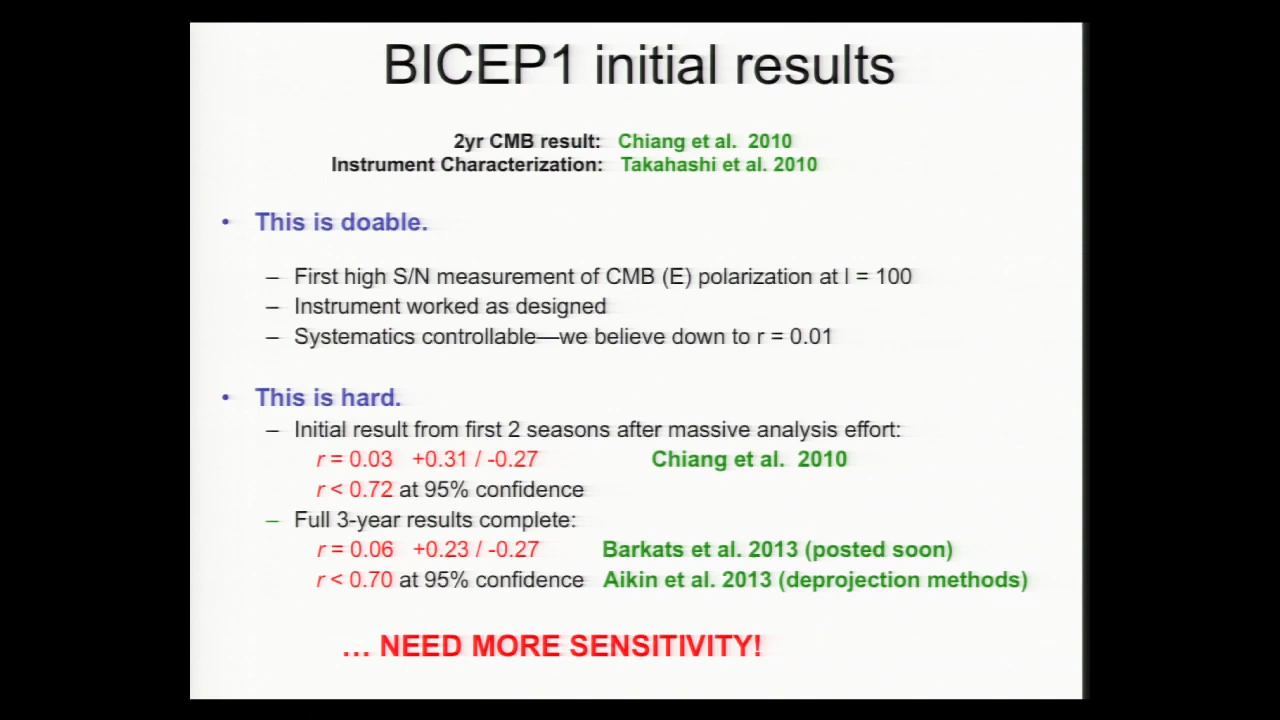 BICEP1 initial results
2yr CMB result: Chiang et al. 2010
Instrument Characterization: Takahashi et al. 2010
• This is doable.
– First high S/N measurement of CMB (E) polarization at l = 100
– Instrument worked as designed
– Systematics controllable—we believe down to r = 0.01
• This is hard.
– Initial result from first 2 seasons after massive analysis effort:
r = 0.03 +0.31 / -0.27 Chiang et al. 2010
r < 0.72 at 95% confidence
– Full 3-year results complete:
r = 0.06 +0.23 / -0.27 Barkats et al. 2013 (posted soon)
r < 0.70 at 95% confidence Aikin et al. 2013 (deprojection methods)
… NEED MORE SENSITIVITY!